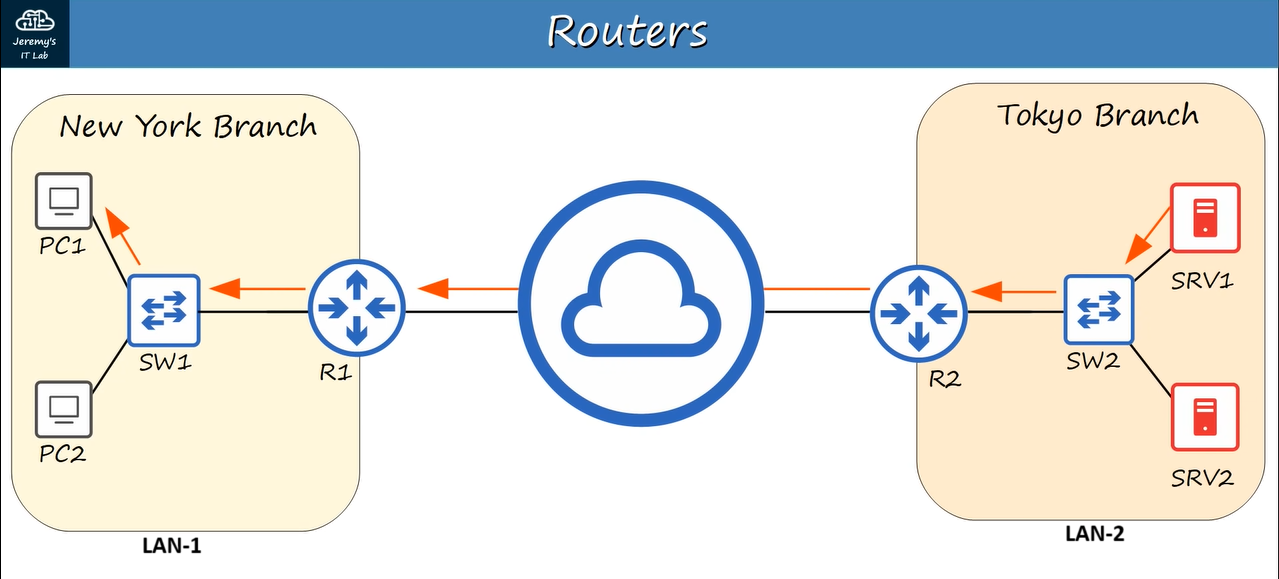 Jeremy's
IT Lab
Routers
New York Branch
Tokyo Branch
PC1
SRV1
SW1
SW2
R1
R2
PC2
SRV2
LAN-1
LAN-2